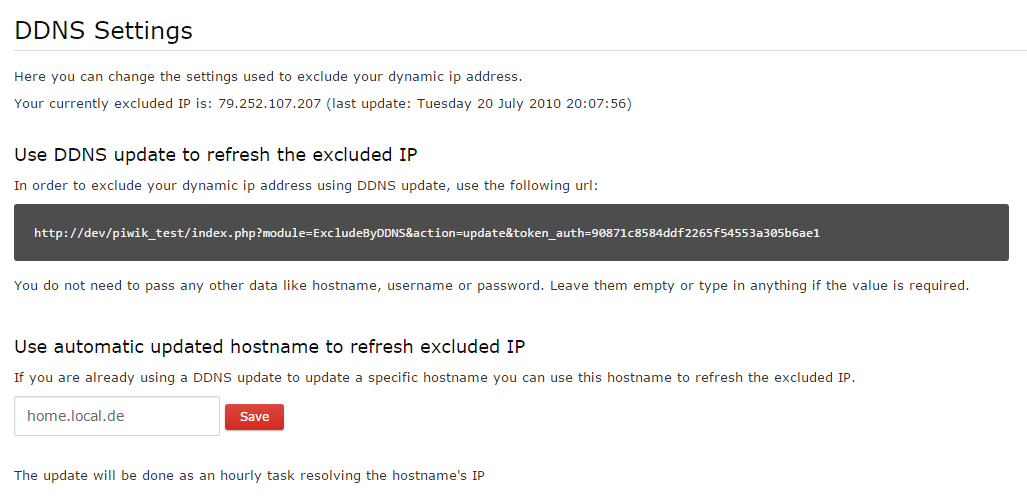 DDNS Settings
Here you can change the settings used to exclude your dynamic ip address.
Your currently excluded IP is: 79.252.107.207 (last update: Tuesday 20 July 2010 20:07:56)
Use DDNS update to refresh the excluded IP
In order to exclude your dynamic ip address using DDNS update, use the following url:
http://dev/piwik_test/index.php?module=ExcludeByDDNS&action=update&token_auth=90871c8584ddf2265f54553a305b6ae1
You do not need to pass any other data like hostname, username or password. Leave them empty or type in anything if the value is required.
Use automatic updated hostname to refresh excluded IP
If you are already using a DDNS update to update a specific hostname you can use this hostname to refresh the excluded IP.
home.local.de Save
The update will be done as an hourly task resolving the hostname's IP